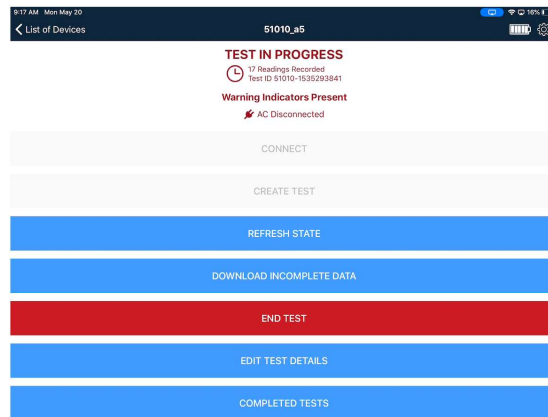 9:17 AM Mon May 20
16%
List of Devices
51010_a5
TEST IN PROGRESS
17 Readings Recorded
Test ID 51010-1535293841
Warning Indicators Present
AC Disconnected
CONNECT
CREATE TEST
REFRESH STATE
DOWNLOAD INCOMPLETE DATA
END TEST
EDIT TEST DETAILS
COMPLETED TESTS